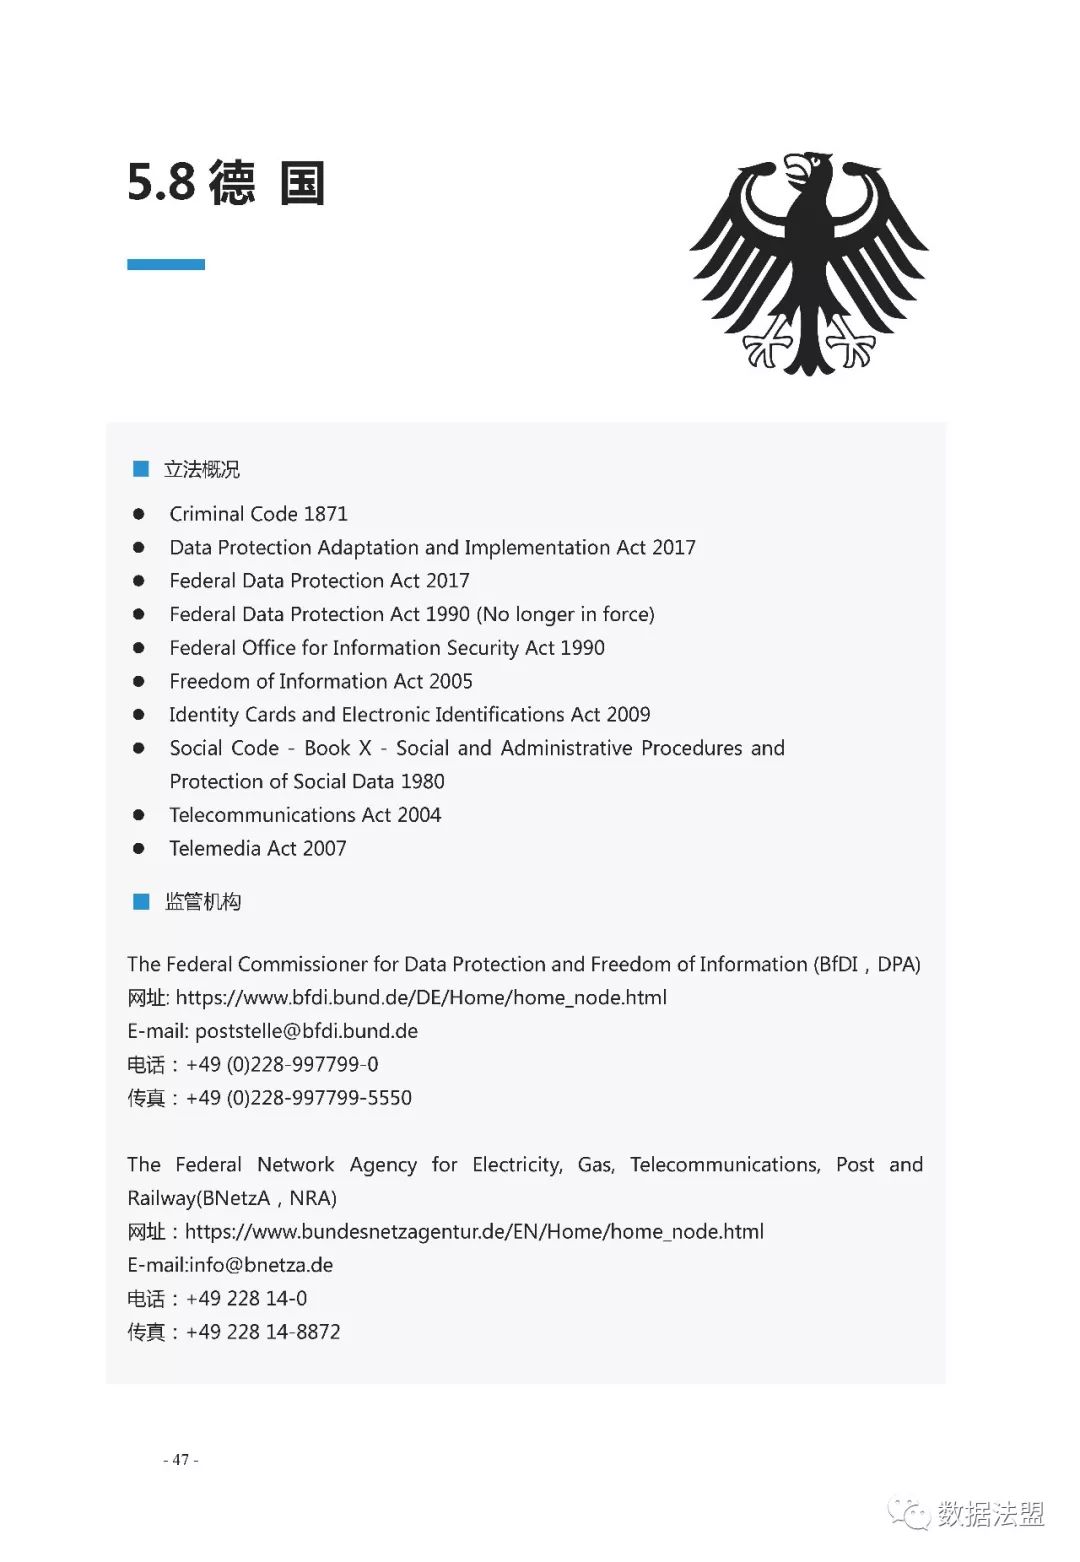 5.8 德 国
立法概况
● Criminal Code 1871
● Data Protection Adaptation and Implementation Act 2017
● Federal Data Protection Act 2017
● Federal Data Protection Act 1990 (No longer in force)
● Federal Office for Information Security Act 1990
● Freedom of Information Act 2005
● Identity Cards and Electronic Identifications Act 2009
● Social Code - Book X - Social and Administrative Procedures and
Protection of Social Data 1980
● Telecommunications Act 2004
● Telemedia Act 2007
监管机构
The Federal Commissioner for Data Protection and Freedom of Information (BfDI，DPA)
网址: https://www.bfdi.bund.de/DE/Home/home_node.html
E-mail: poststelle@bfdi.bund.de
电话：+49 (0)228-997799-0
传真：+49 (0)228-997799-5550
The Federal Network Agency for Electricity, Gas, Telecommunications, Post and
Railway(BNetzA，NRA)
网址：https://www.bundesnetzagentur.de/EN/Home/home_node.html
E-mail:info@bnetza.de
电话：+49 228 14-0
传真：+49 228 14-8872
- 47 -
数据法盟